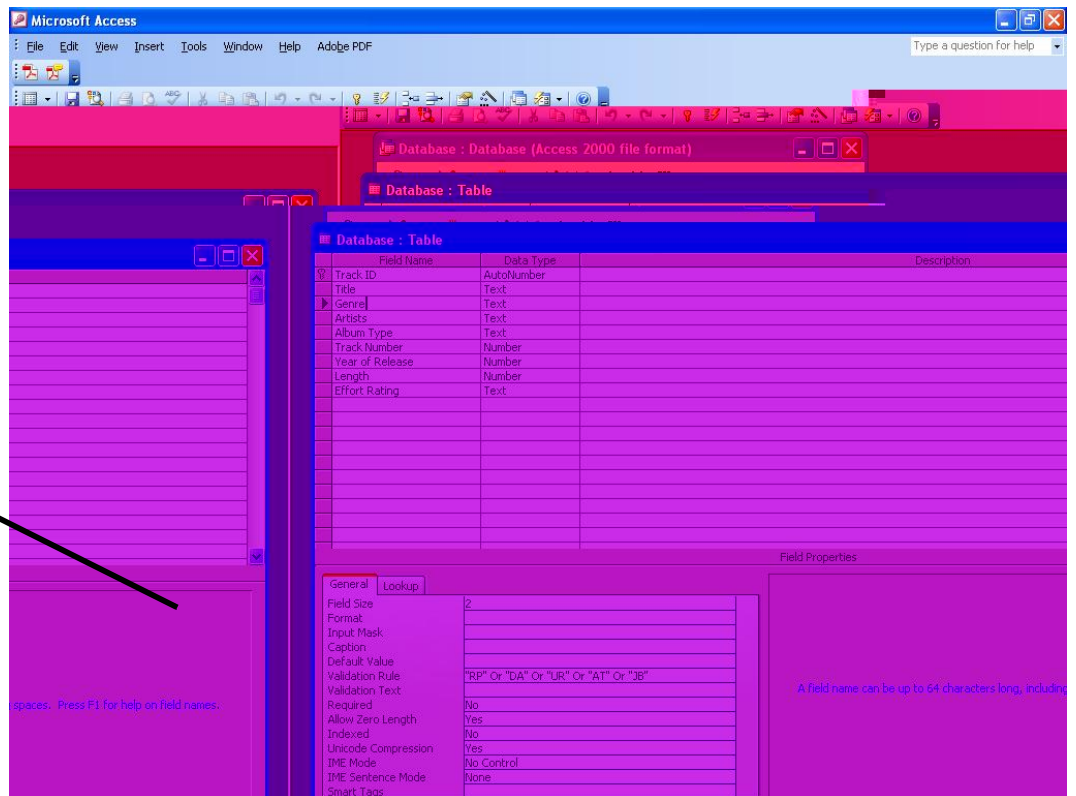 Microsoft Access
File Edit View Insert Tools Window Help Adobe PDF
Type a question for help
Database : Database (Access 2000 file format)
Database : Table
Database : Table
Field Name Data Type Description
Track ID AutoNumber
Title Text
Genre Text
Artists Text
Album Type Text
Track Number Number
Year of Release Number
Length Number
Effort Rating Text
Field Properties
General Lookup
Field Size 2
Format
Input Mask
Caption
Default Value
Validation Rule "RP" Or "DA" Or "UR" Or "AT" Or "JB"
Validation Text
Required No
Allow Zero Length Yes
Indexed No
Unicode Compression Yes
IME Mode No Control
IME Sentence Mode None
Smart Tags
A field name can be up to 64 characters long, including
spaces. Press F1 for help on field names.